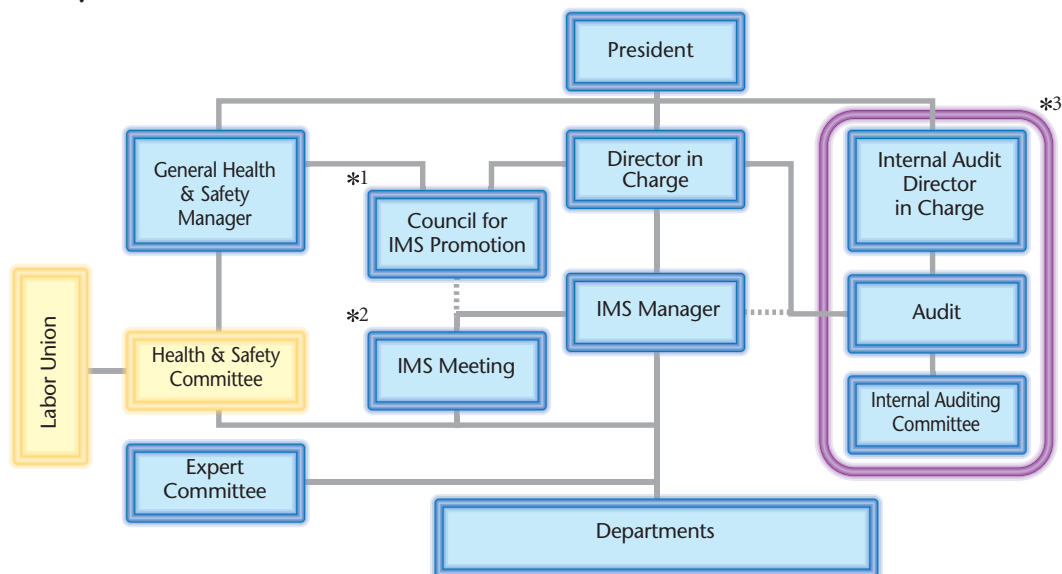 President
*3
General Health
& Safety
Manager
*1
Director in
Charge
Internal Audit
Director
in Charge
Council for
IMS Promotion
*2
IMS Manager
Audit
Labor Union
Health & Safety
Committee
IMS Meeting
Internal Auditing
Committee
Expert
Committee
Departments